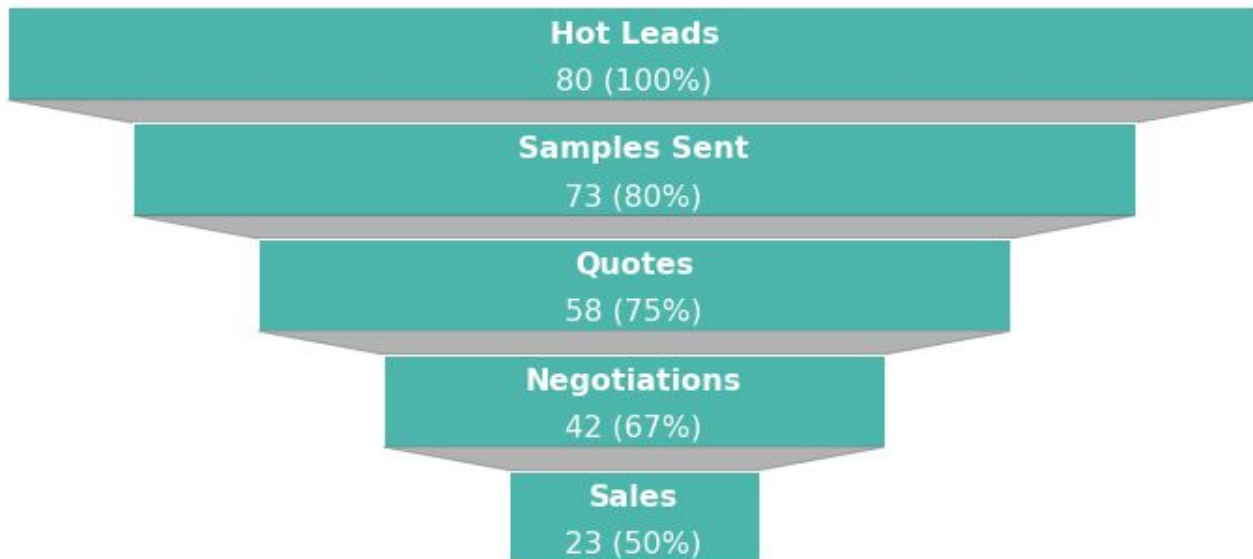 Hot Leads
80 (100%)
Samples Sent
73 (80%)
Quotes
58 (75%)
Negotiations
42 (67%)
Sales
23 (50%)